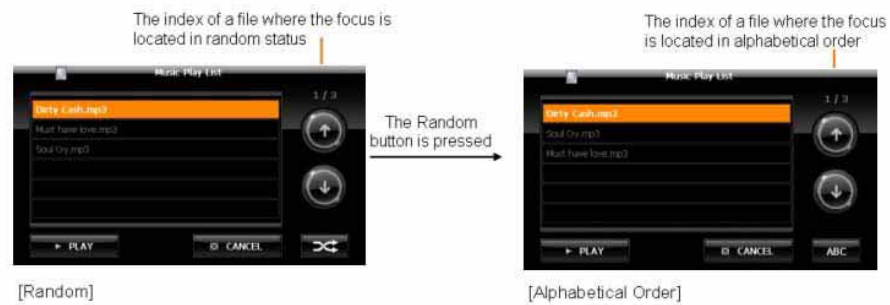 The index of a file where the focus is
located in random status
The index of a file where the focus
is located in alphabetical order
Music Play List
1 / 3
Dirty Cash.mp3
Must have love.mp3
Soul Cry.mp3
PLAY
CANCEL
The Random
button is pressed
Music Play List
1 / 3
Dirty Cash.mp3
Soul Cry.mp3
Must have love.mp3
PLAY
CANCEL
ABC
[Random]
[Alphabetical Order]